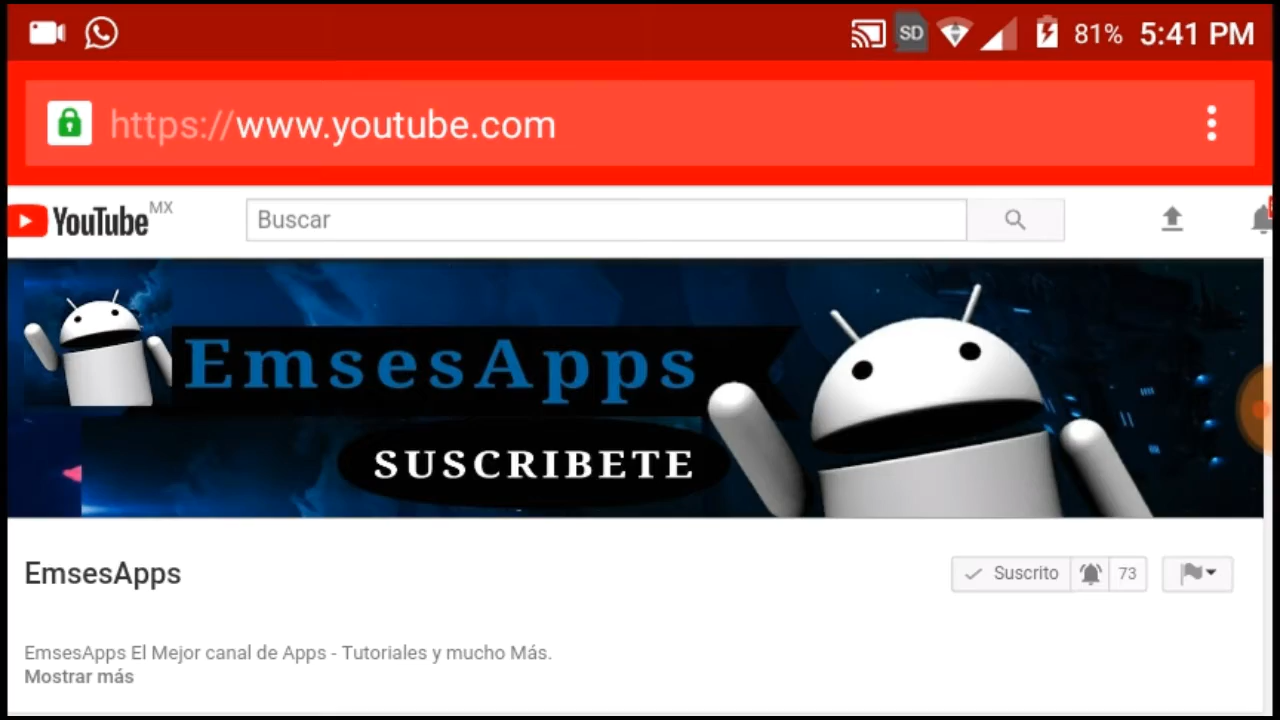 SD 81% 5:41 PM
https://www.youtube.com
YouTube MX
Buscar
EmsesApps
SUSCRIBETE
EmsesApps
Suscrito 73
EmsesApps El Mejor canal de Apps - Tutoriales y mucho Más.
Mostrar más